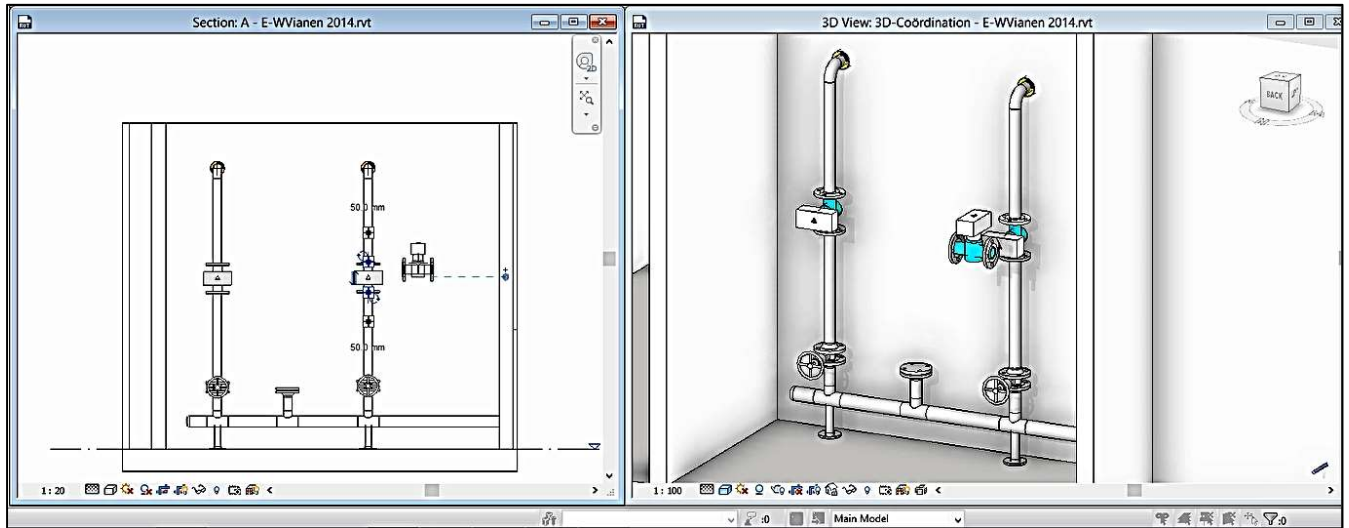 Section: A - E-WVianen 2014.rvt
3D View: 3D-Coördination - E-WVianen 2014.rvt
2D
BACK
50.0 mm
50.0 mm
1 : 20
1 : 100
:0
Main Model
:0